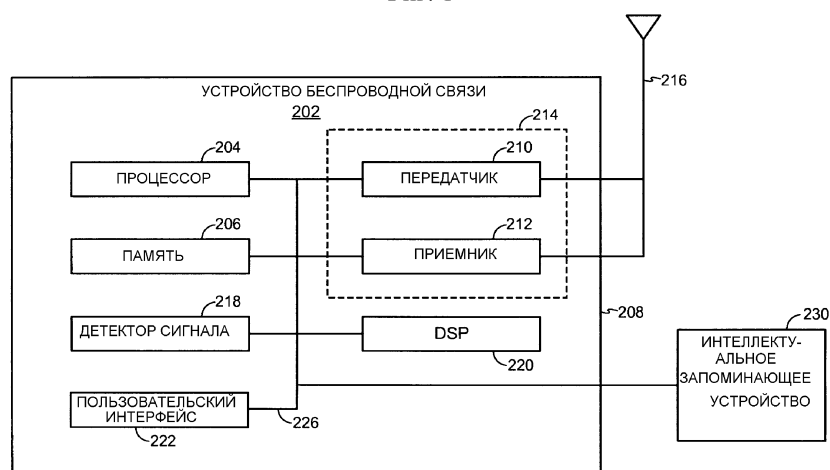 УСТРОЙСТВО БЕСПРОВОДНОЙ СВЯЗИ
202
216
214
204
210
ПРОЦЕССОР
ПЕРЕДАТЧИК
206
212
ПАМЯТЬ
ПРИЕМНИК
218
208
230
ДЕТЕКТОР СИГНАЛА
DSP
220
ИНТЕЛЛЕКТУ-
АЛЬНОЕ
ЗАПОМИНАЮЩЕЕ
УСТРОЙСТВО
ПОЛЬЗОВАТЕЛЬСКИЙ
ИНТЕРФЕЙС
222
226